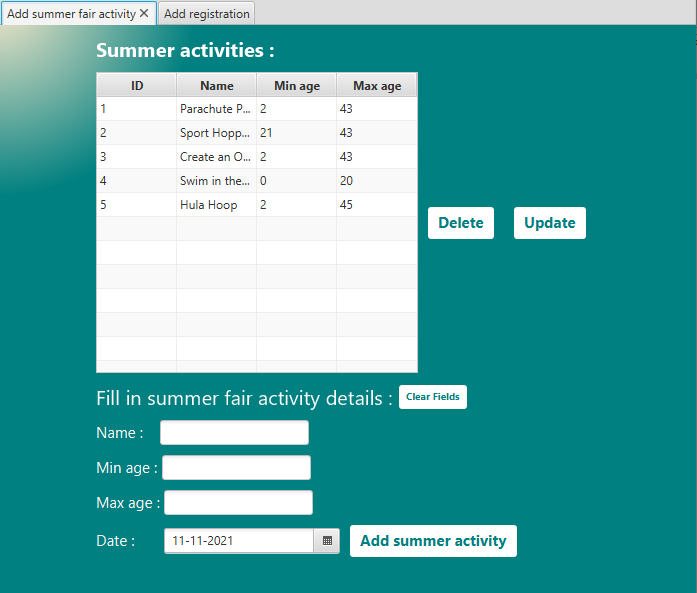 Add summer fair activity Add registration
Summer activities :
ID Name Min age Max age
1 Parachute P... 2 43
2 Sport Hopp... 21 43
3 Create an O... 2 43
4 Swim in the... 0 20
5 Hula Hoop 2 45
Delete Update
Fill in summer fair activity details : Clear Fields
Name :
Min age :
Max age :
Date : 11-11-2021 Add summer activity